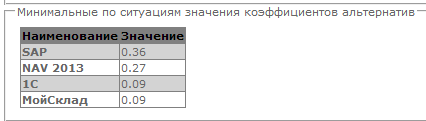 Минимальные по ситуациям значения коэффициентов альтернатив
Наименование Значение
SAP 0.36
NAV 2013 0.27
1С 0.09
МойСклад 0.09